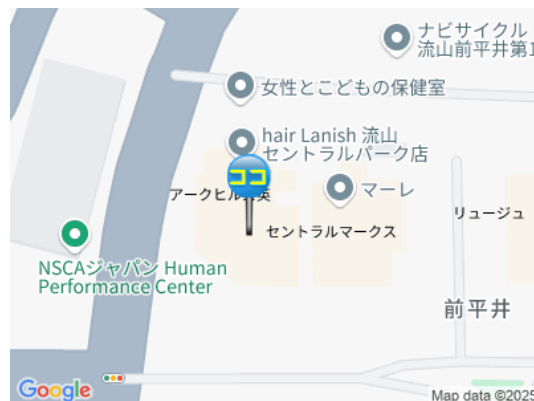 ナビサイクル
流山前平井第1
女性とこどもの保健室
hair Lanish 流山
セントラルパーク店
ココ
マーレ
アークヒル
英
リュージュ
セントラルマークス
NSCAジャパン Human
Performance Center
前平井
Google
Map data ©2025